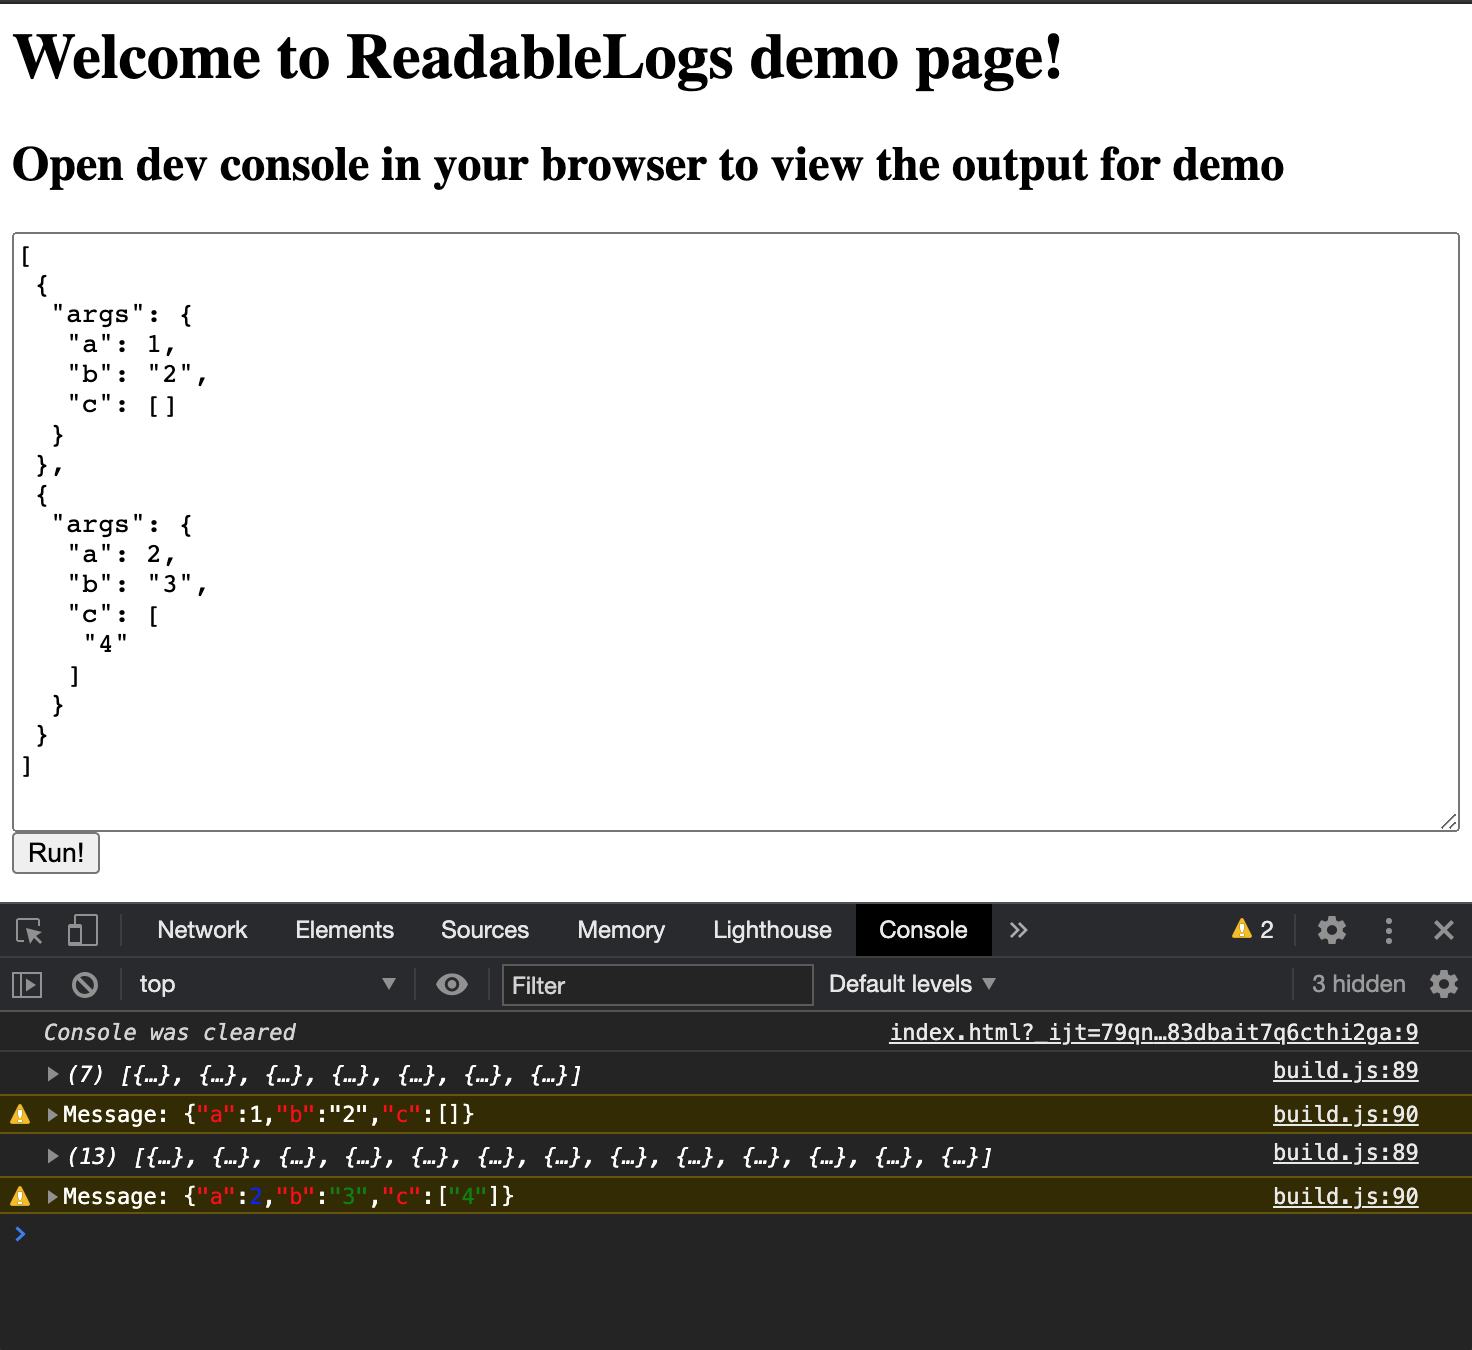 Welcome to ReadableLogs demo page!
Open dev console in your browser to view the output for demo
[
 {
  "args": {
   "a": 1,
   "b": "2",
   "c": []
  }
 },
 {
  "args": {
   "a": 2,
   "b": "3",
   "c": [
    "4"
   ]
  }
 }
]
Run!
Network Elements Sources Memory Lighthouse Console » 2
top Filter Default levels 3 hidden
Console was cleared index.html?_ijt=79qn…83dbait7q6cthi2ga:9
(7) [{…}, {…}, {…}, {…}, {…}, {…}, {…}] build.js:89
Message: {"a":1,"b":"2","c":[]} build.js:90
(13) [{…}, {…}, {…}, {…}, {…}, {…}, {…}, {…}, {…}, {…}, {…}, {…}, {…}] build.js:89
Message: {"a":2,"b":"3","c":["4"]} build.js:90